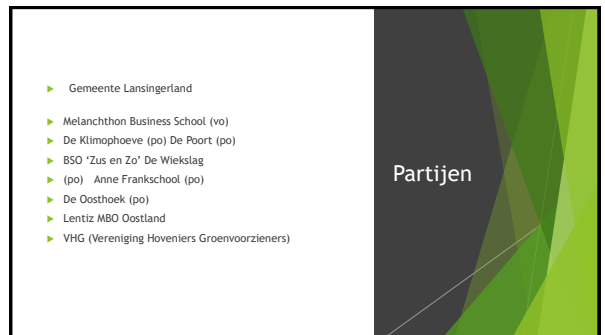 Gemeente Lansingerland
Melanchthon Business School (vo)
De Klimophoeve (po) De Poort (po)
BSO ‘Zus en Zo’ De Wiekslag
(po) Anne Frankschool (po)
De Oosthoek (po)
Lentiz MBO Oostland
VHG (Vereniging Hoveniers Groenvoorzieners)
Partijen